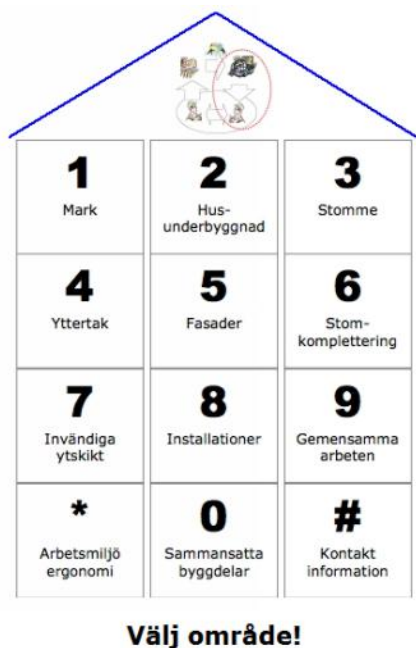 1
Mark
2
Hus-
underbyggnad
3
Stomme
4
Yttertak
5
Fasader
6
Stom-
komplettering
7
Invändiga
ytskikt
8
Installationer
9
Gemensamma
arbeten
*
Arbetsmiljö
ergonomi
0
Sammansatta
byggdelar
#
Kontakt
information
Välj område!